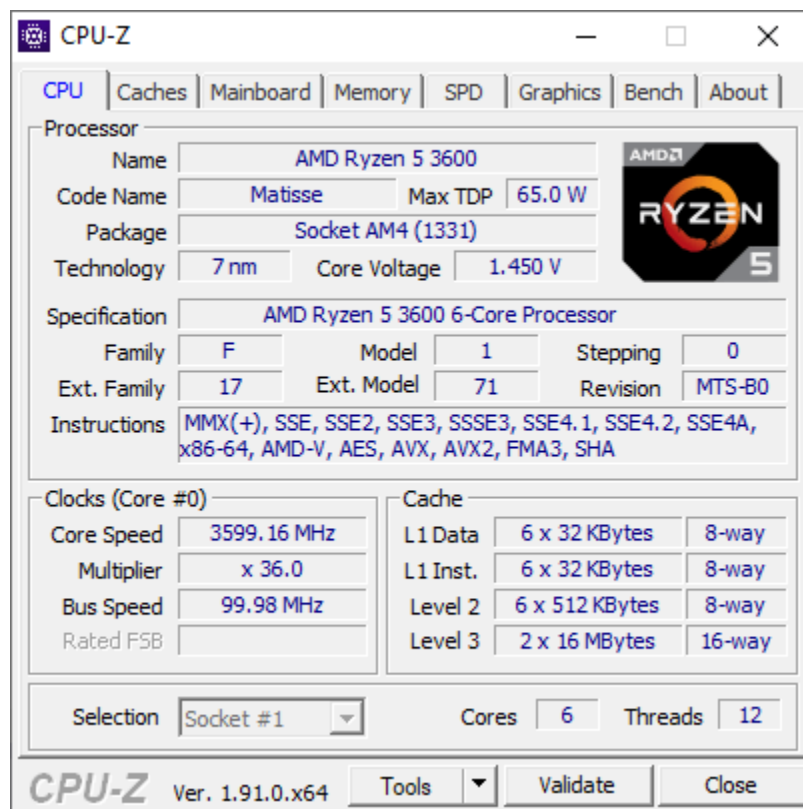 CPU-Z
CPU Caches Mainboard Memory SPD Graphics Bench About
Processor
Name AMD Ryzen 5 3600
Code Name Matisse Max TDP 65.0 W
Package Socket AM4 (1331)
Technology 7 nm Core Voltage 1.450 V
AMD
RYZEN
5
Specification AMD Ryzen 5 3600 6-Core Processor
Family F Model 1 Stepping 0
Ext. Family 17 Ext. Model 71 Revision MTS-B0
Instructions MMX(+), SSE, SSE2, SSE3, SSSE3, SSE4.1, SSE4.2, SSE4A,
x86-64, AMD-V, AES, AVX, AVX2, FMA3, SHA
Clocks (Core #0)
Core Speed 3599.16 MHz
Multiplier x 36.0
Bus Speed 99.98 MHz
Rated FSB
Cache
L1 Data 6 x 32 KBytes 8-way
L1 Inst. 6 x 32 KBytes 8-way
Level 2 6 x 512 KBytes 8-way
Level 3 2 x 16 MBytes 16-way
Selection Socket #1 Cores 6 Threads 12
CPU-Z Ver. 1.91.0.x64 Tools Validate Close